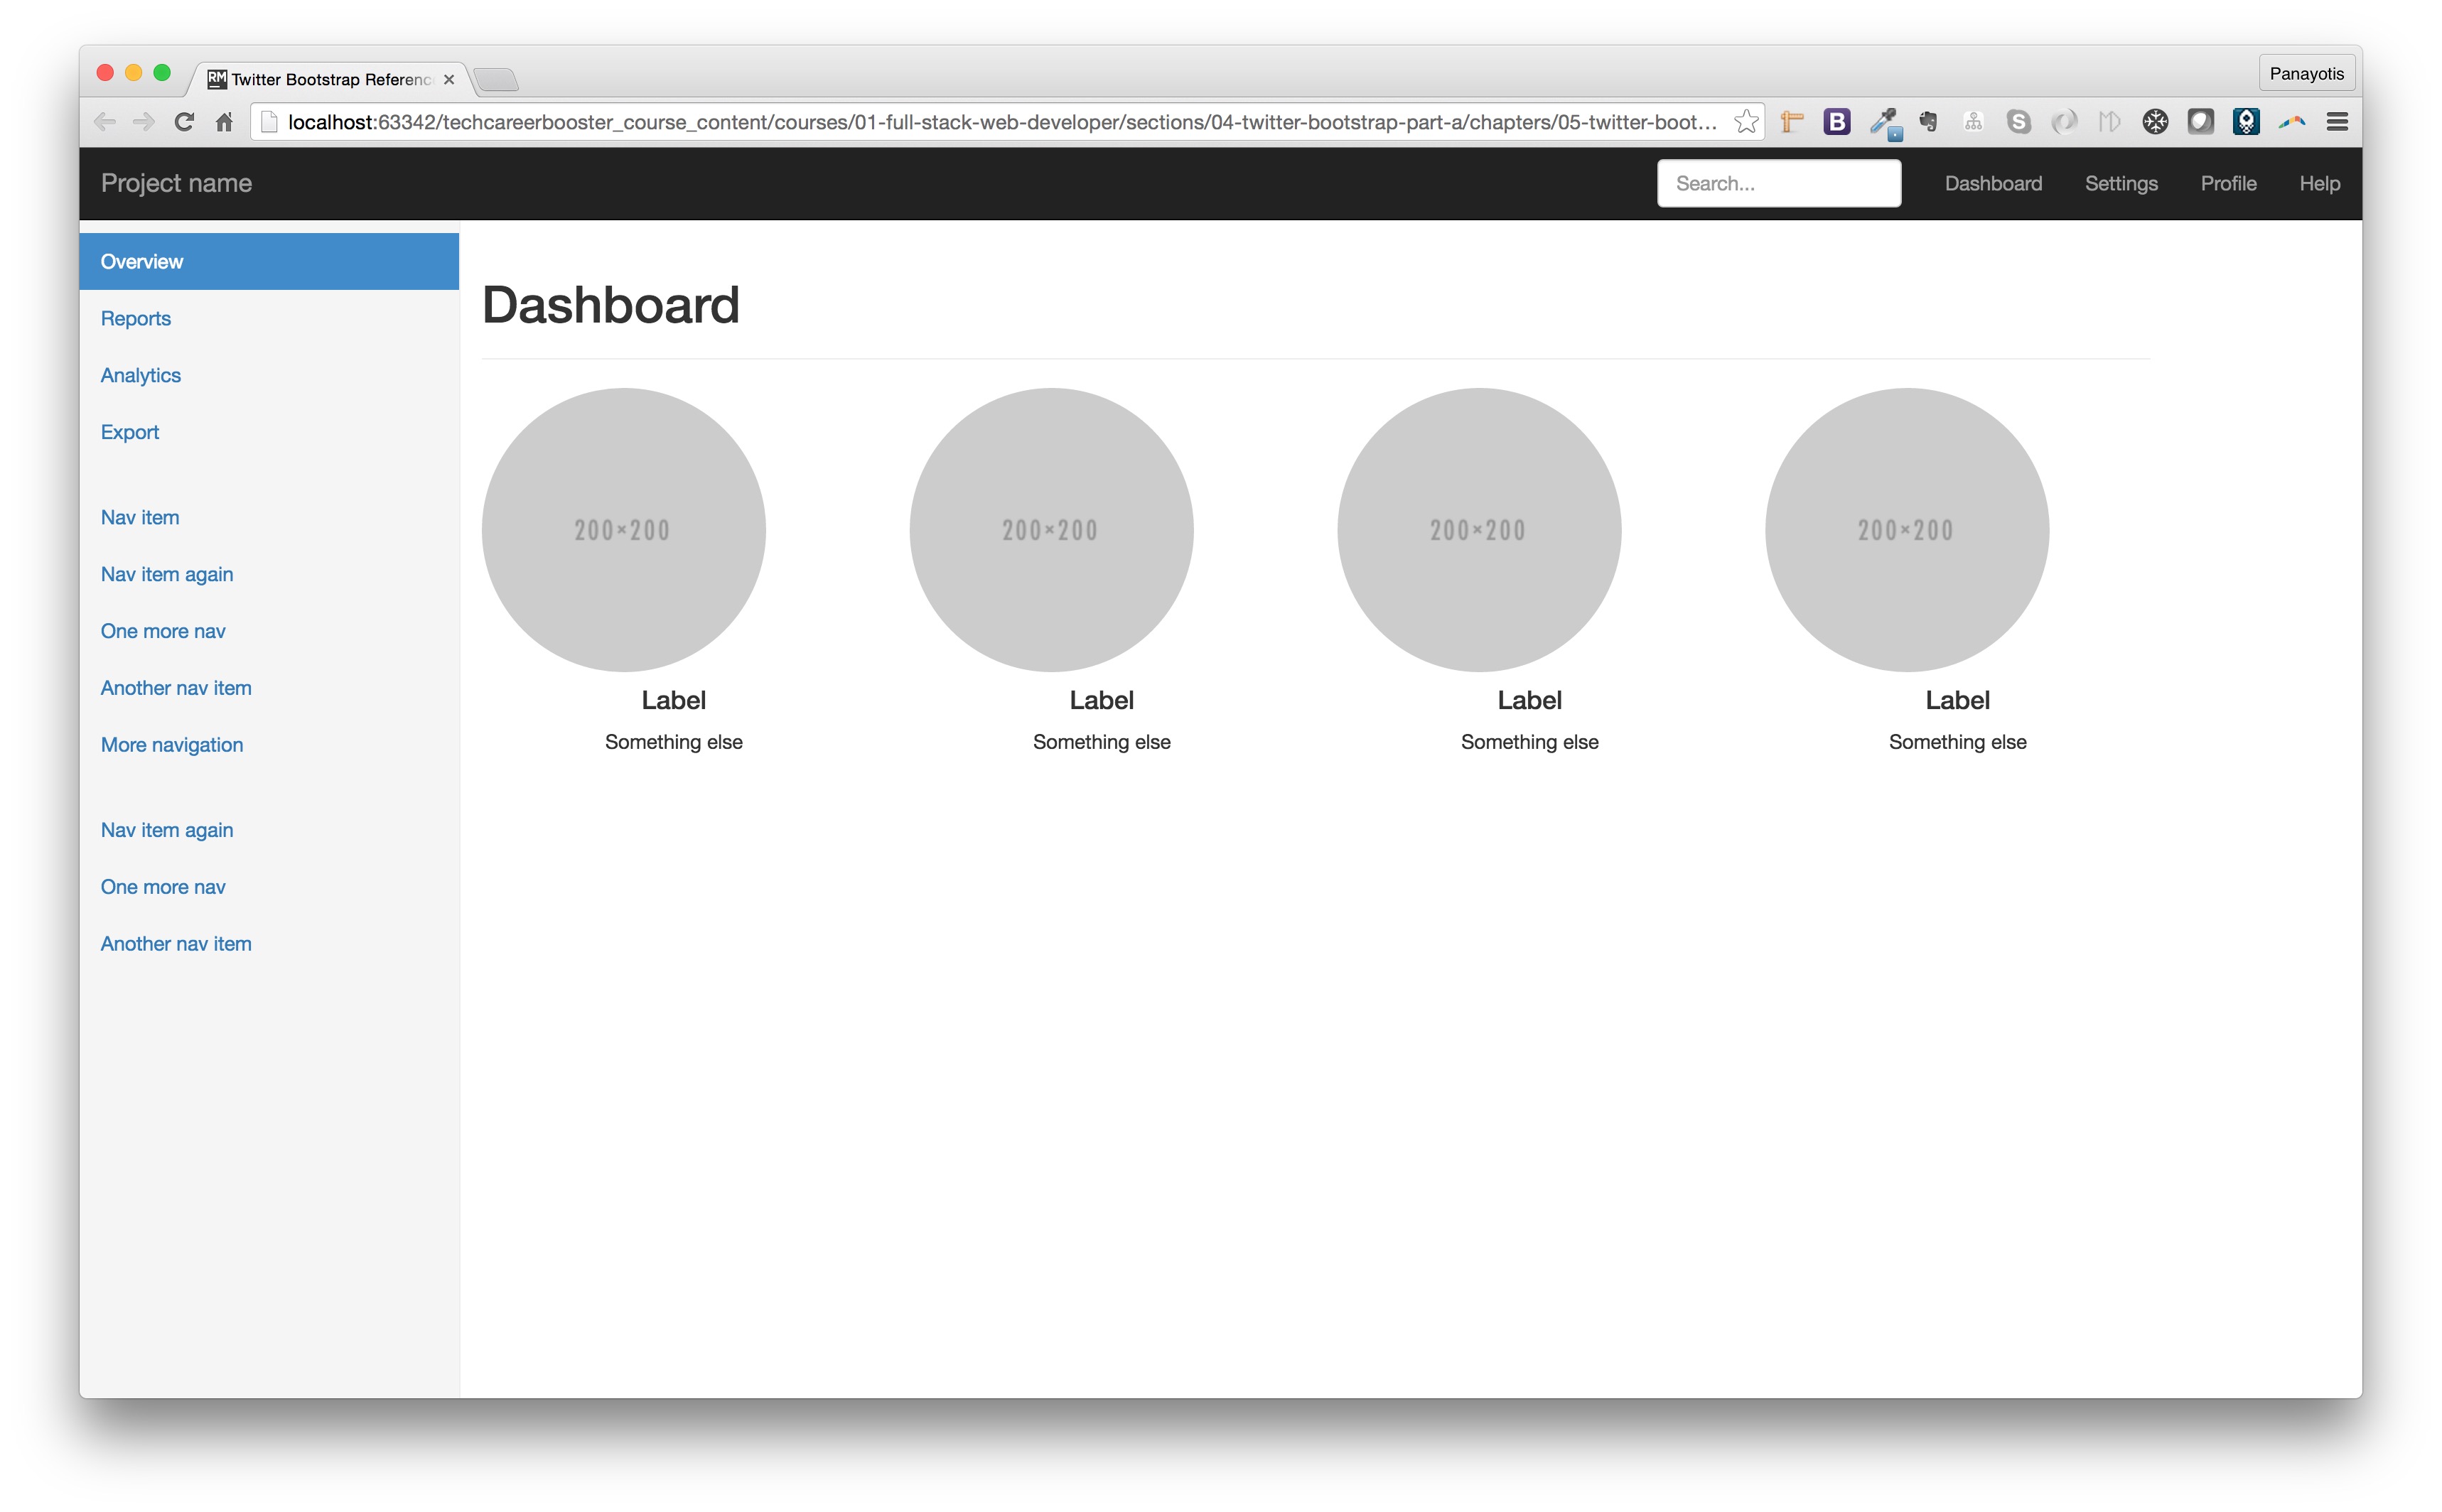 RM Twitter Bootstrap Referenc
Panayotis
localhost:63342/techcareerbooster_course_content/courses/01-full-stack-web-developer/sections/04-twitter-bootstrap-part-a/chapters/05-twitter-boot...
Project name
Search...
Dashboard Settings Profile Help
Overview
Reports
Analytics
Export
Nav item
Nav item again
One more nav
Another nav item
More navigation
Nav item again
One more nav
Another nav item
Dashboard
200×200 200×200 200×200 200×200
Label Label Label Label
Something else Something else Something else Something else